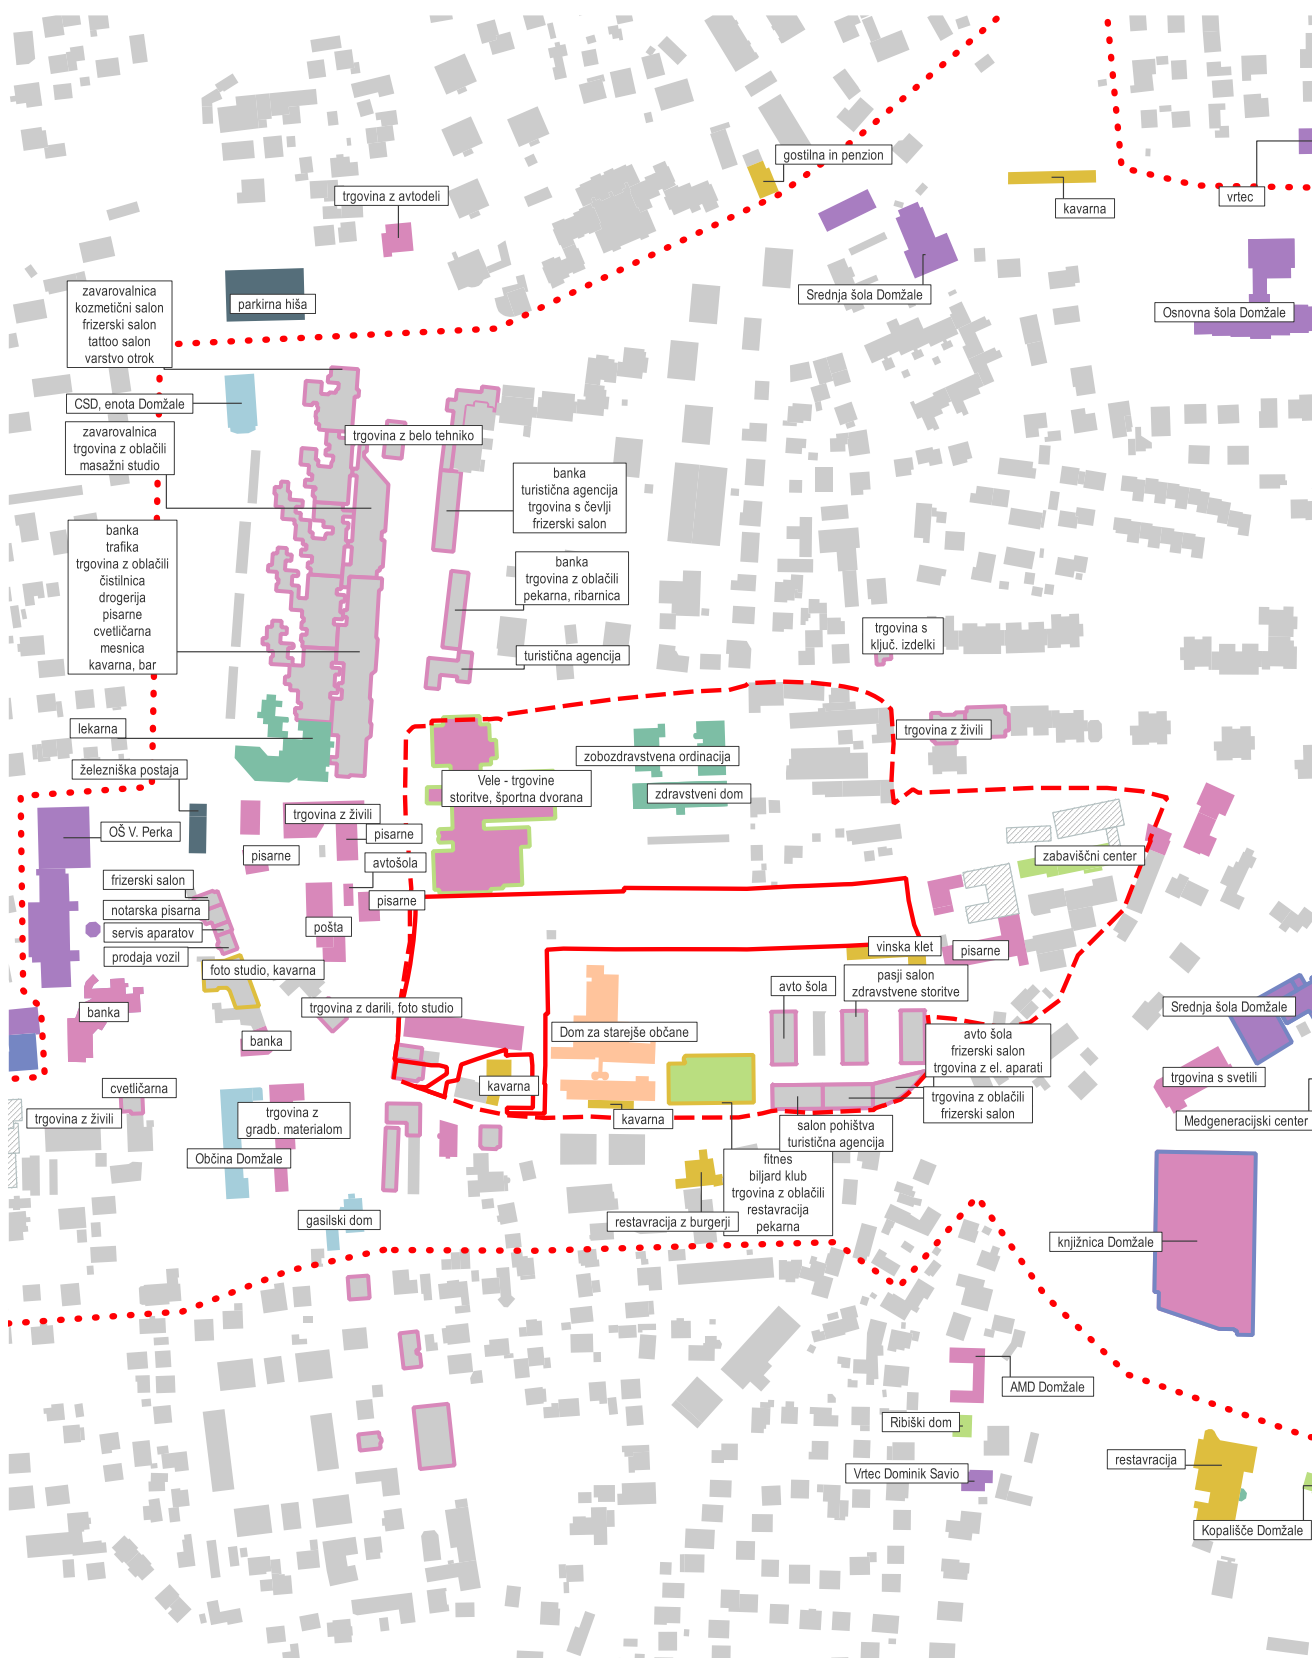 gostilna in penzion
trgovina z avtodeli
vrtec
kavarna
zavarovalnica
kozmetični salon
frizerski salon
tattoo salon
varstvo otrok
parkirna hiša
Srednja šola Domžale
Osnovna šola Domžale
CSD, enota Domžale
zavarovalnica
trgovina z oblačili
masažni studio
trgovina z belo tehniko
banka
turistična agencija
trgovina s čevlji
frizerski salon
banka
trafika
trgovina z oblačili
čistilnica
drogerija
pisarne
cvetličarna
mesnica
kavarna, bar
banka
trgovina z oblačili
pekarna, ribarnica
turistična agencija
trgovina s
ključ. izdelki
lekarna
trgovina z živili
železniška postaja
zobozdravstvena ordinacija
Vele - trgovine
storitve, športna dvorana
zdravstveni dom
trgovina z živili
OŠ V. Perka
pisarne
pisarne
avtošola
zabaviščni center
frizerski salon
notarska pisarna
pisarne
servis aparatov
pošta
prodaja vozil
vinska klet
pisarne
foto studio, kavarna
pasji salon
zdravstvene storitve
avto šola
trgovina z darili, foto studio
banka
Srednja šola Domžale
Dom za starejše občane
banka
avto šola
frizerski salon
trgovina z el. aparati
trgovina s svetili
cvetličarna
kavarna
trgovina z oblačili
frizerski salon
trgovina z živili
trgovina z
gradb. materialom
kavarna
Medgeneracijski center
salon pohištva
turistična agencija
Občina Domžale
fitnes
biljard klub
trgovina z oblačili
restavracija
pekarna
gasilski dom
restavracija z burgerji
knjižnica Domžale
AMD Domžale
Ribiški dom
restavracija
Vrtec Dominik Savio
Kopališče Domžale